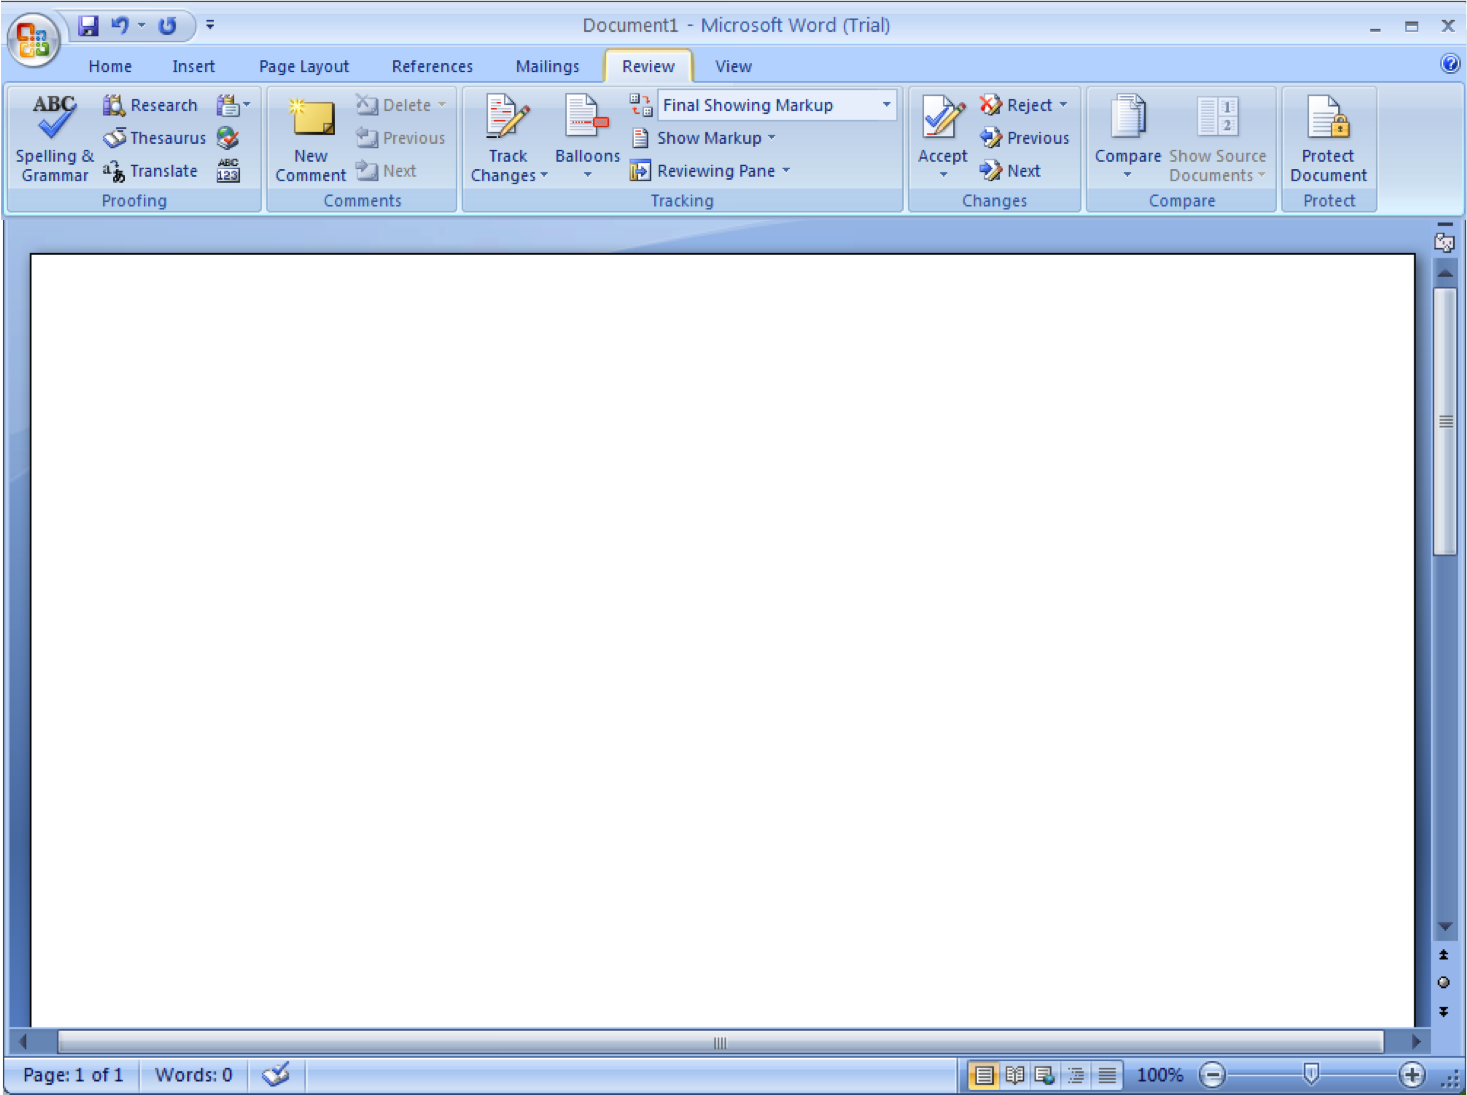 Document1 - Microsoft Word (Trial)
Home Insert Page Layout References Mailings Review View
ABC Research Delete Final Showing Markup Reject 1 2
Thesaurus Previous Show Markup Previous
Spelling & Grammar Translate ABC 123 New Comment Next Track Changes Balloons Reviewing Pane Accept Next Compare Show Source Documents Protect Document
Proofing Comments Tracking Changes Compare Protect
Page: 1 of 1 Words: 0 100%